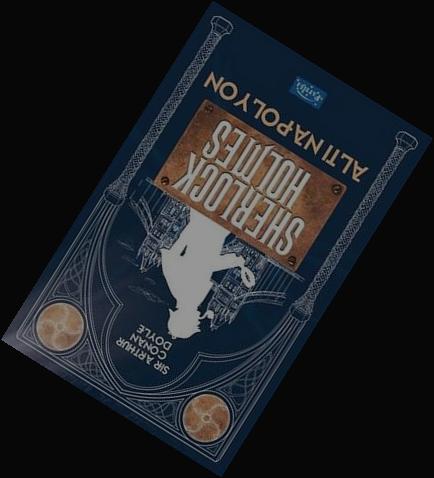 SIR ARTHUR
CONAN
DOYLE
SHERLOCK
HOLMES
ALTI NAPOLYON